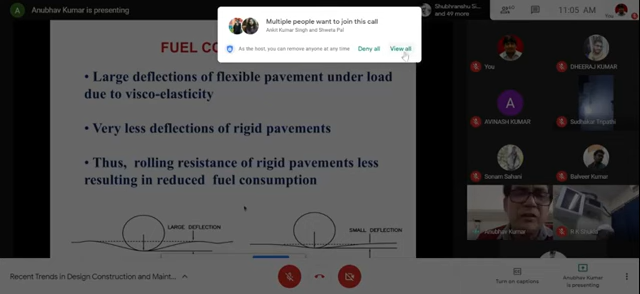 A
Anubhav Kumar is presenting
Multiple people want to join this call
Ankit Kumar Singh and Shweta Pal
As the host, you can remove anyone at any time
Deny all
View all
and 49 more
11:05 AM
You
FUEL CO
• Large deflections of flexible pavement under load
due to visco-elasticity
• Very less deflections of rigid pavements
• Thus, rolling resistance of rigid pavements less
resulting in reduced fuel consumption
LARGE DEFLECTION
SMALL DEFLECTION
You
DHEERAJ KUMAR
A
AVINASH KUMAR
Sudhakar Tripathi
Sonam Sahani
Balveer Kumar
Anubhav Kumar
Recent Trends in Design Construction and Maint...
Turn on captions
Anubhav Kumar
is presenting